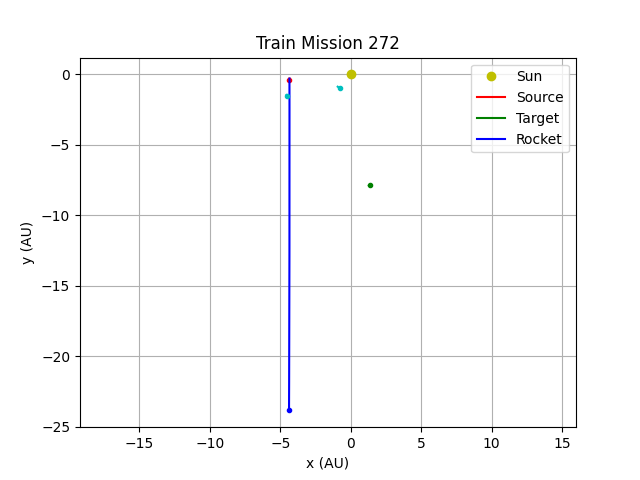 Train Mission 272
Sun
Source
Target
Rocket
0
−5
−10
−15
−20
−25
y (AU)
−15
−10
−5
0
5
10
15
x (AU)